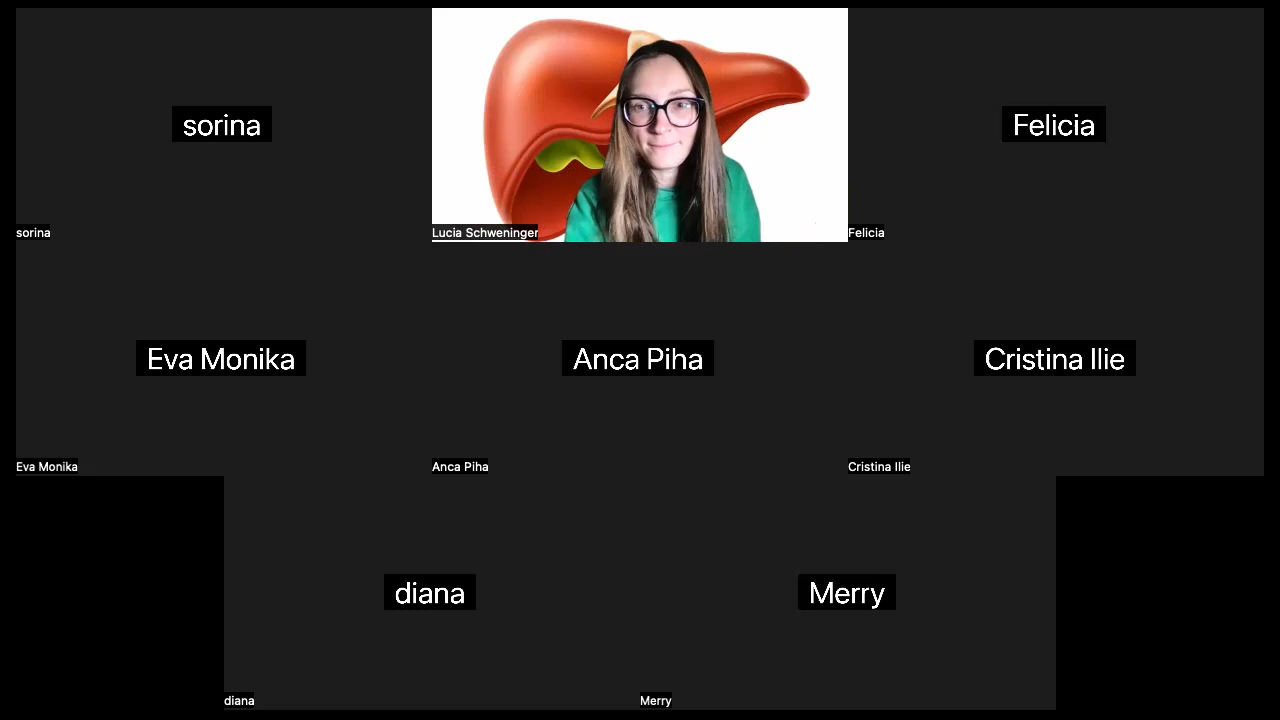 sorina
Felicia
sorina
Lucia Schweninger
Felicia
Eva Monika
Anca Piha
Cristina Ilie
Eva Monika
Anca Piha
Cristina Ilie
diana
Merry
diana
Merry